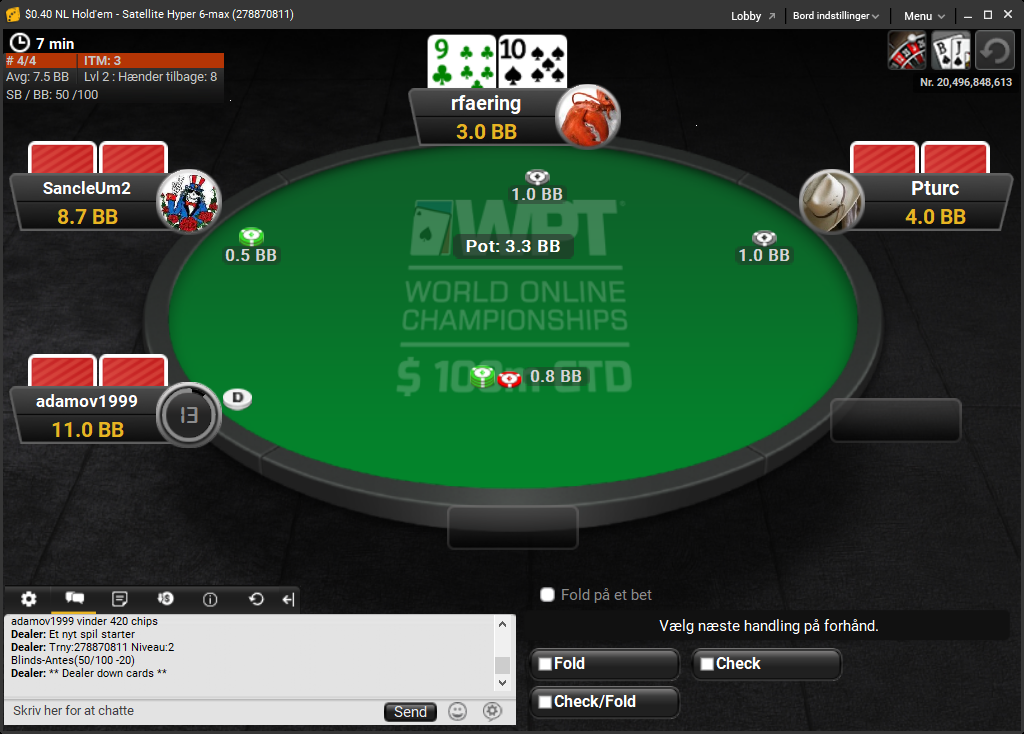 $0.40 NL Hold'em - Satellite Hyper 6-max (278870811)
Lobby
Bord indstillinger
Menu
7 min
# 4/4 ITM: 3
Avg: 7.5 BB Lvl 2 : Hænder tilbage: 8
SB / BB: 50 /100
Nr. 20,496,848,613
9 10
rfaering
3.0 BB
SancleUm2
8.7 BB
Pturc
4.0 BB
1.0 BB
0.5 BB
1.0 BB
WPT
Pot: 3.3 BB
WORLD ONLINE
CHAMPIONSHIPS
0.8 BB
adamov1999
11.0 BB
13
D
B J
Fold på et bet
Vælg næste handling på forhånd.
Fold
Check
Check/Fold
adamov1999 vinder 420 chips
Dealer: Et nyt spil starter
Dealer: Trny:278870811 Niveau:2
Blinds-Antes(50/100 -20)
Dealer: ** Dealer down cards **
Skriv her for at chatte
Send